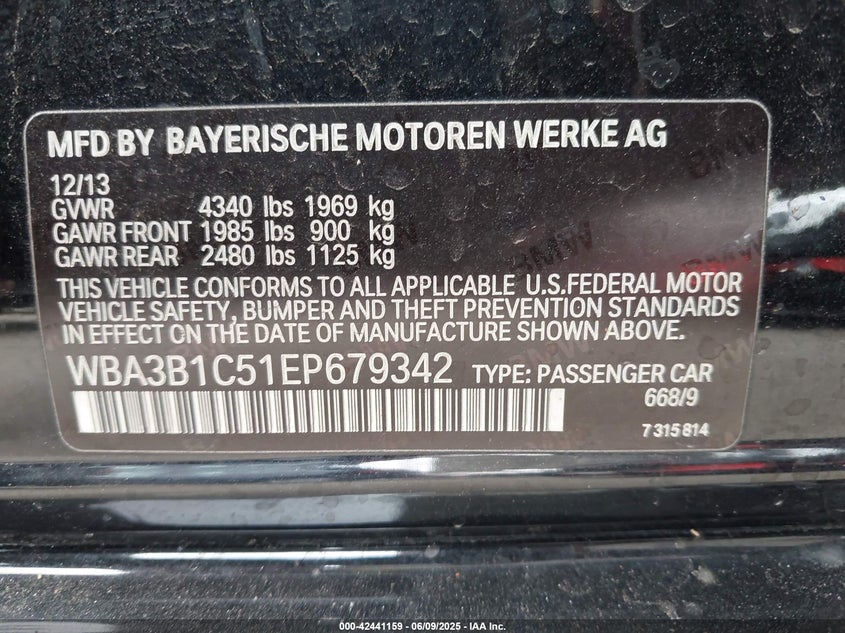 MFD BY BAYERISCHE MOTOREN WERKE AG
12/13
GVWR 4340 lbs 1969 kg
GAWR FRONT 1985 lbs 900 kg
GAWR REAR 2480 lbs 1125 kg
THIS VEHICLE CONFORMS TO ALL APPLICABLE U.S.FEDERAL MOTOR
VEHICLE SAFETY, BUMPER AND THEFT PREVENTION STANDARDS
IN EFFECT ON THE DATE OF MANUFACTURE SHOWN ABOVE.
WBA3B1C51EP679342 TYPE: PASSENGER CAR
668/9
7 315 814
000-42441159 - 06/09/2025 - IAA Inc.